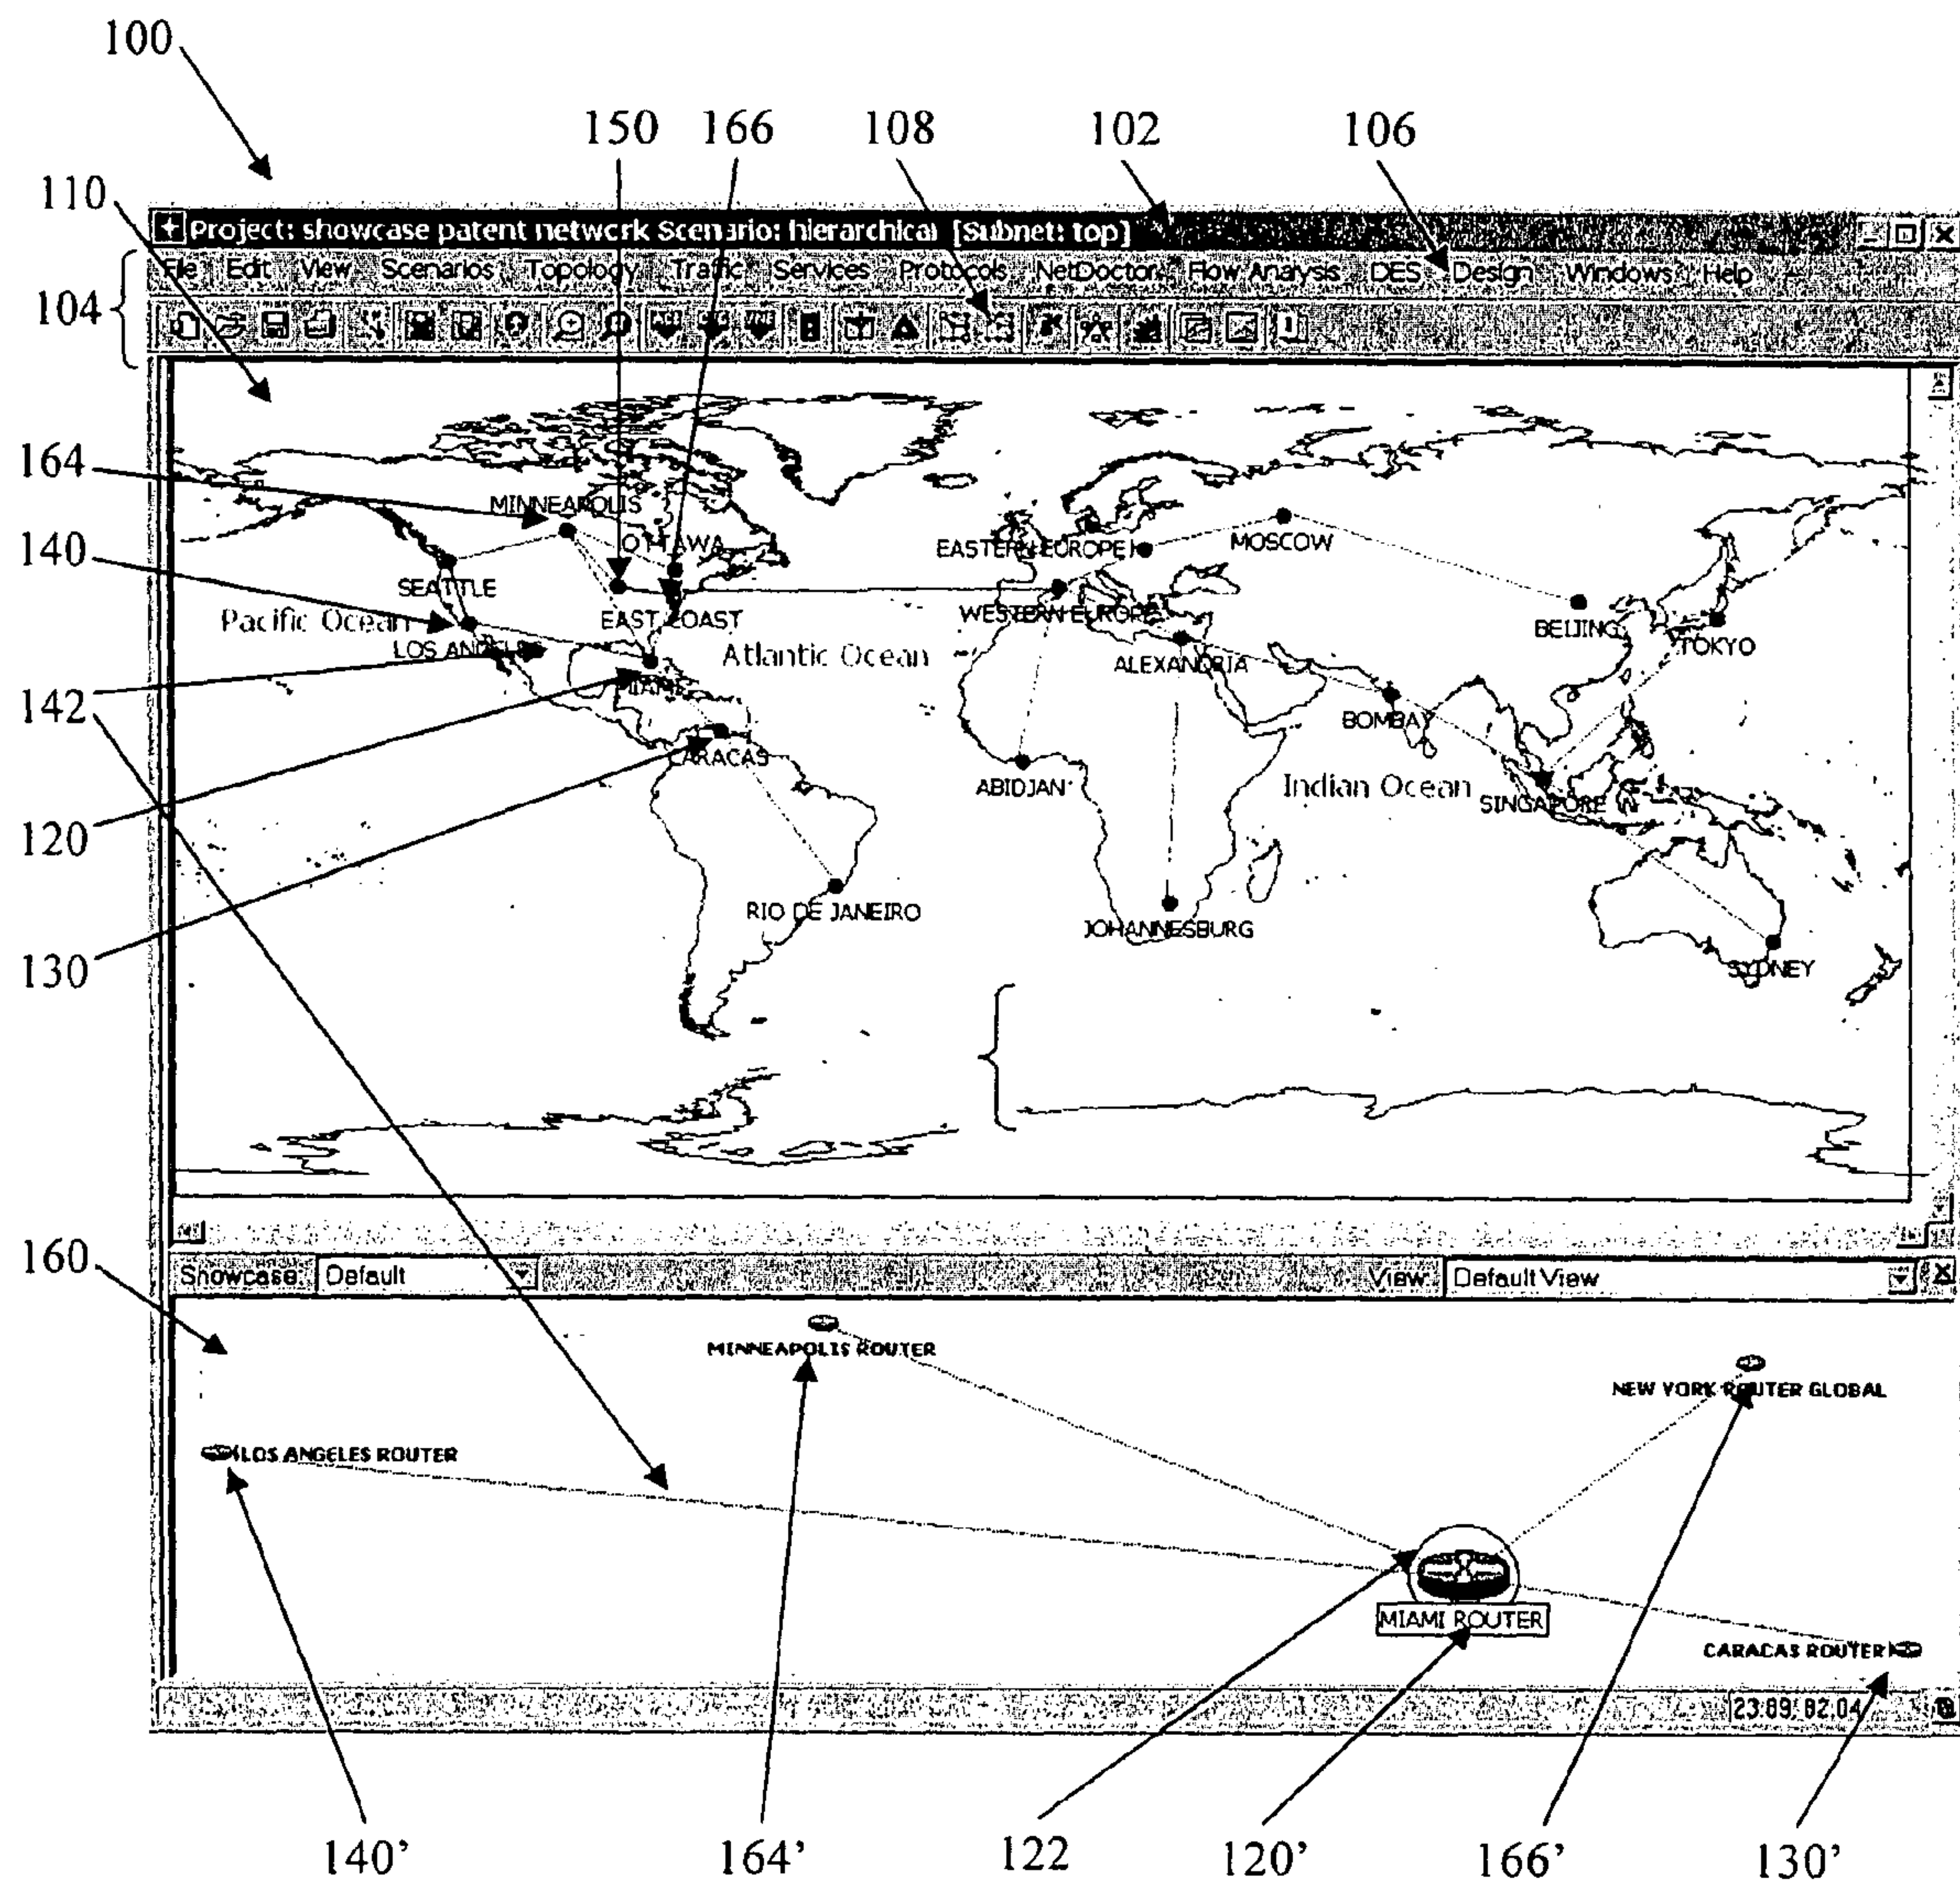 100
150 166 108 102 106
110
Project: showcase patent network Scenario: hierarchical [Subnet: top]
104
File Edit View Scenarios Topology Traffic Services Protocols NetDoctor Flow Analysis DES Design Windows Help
164
MINNEAPOLIS
OTTAWA
EASTERN EUROPE
MOSCOW
140
SEATTLE
EAST COAST
WESTERN EUROPE
BEIJING
Pacific Ocean
LOS ANGELES
Atlantic Ocean
ALEXANDRIA
TOKYO
142
MIAMI
BOMBAY
CARACAS
ABIDJAN
Indian Ocean
SINGAPORE
120
RIO DE JANEIRO
JOHANNESBURG
130
SYDNEY
160
Showcase: Default View: Default View
MINNEAPOLIS ROUTER
NEW YORK ROUTER GLOBAL
LOS ANGELES ROUTER
MIAMI ROUTER
CARACAS ROUTER
23.89, 82.04
140' 164' 122 120' 166' 130'